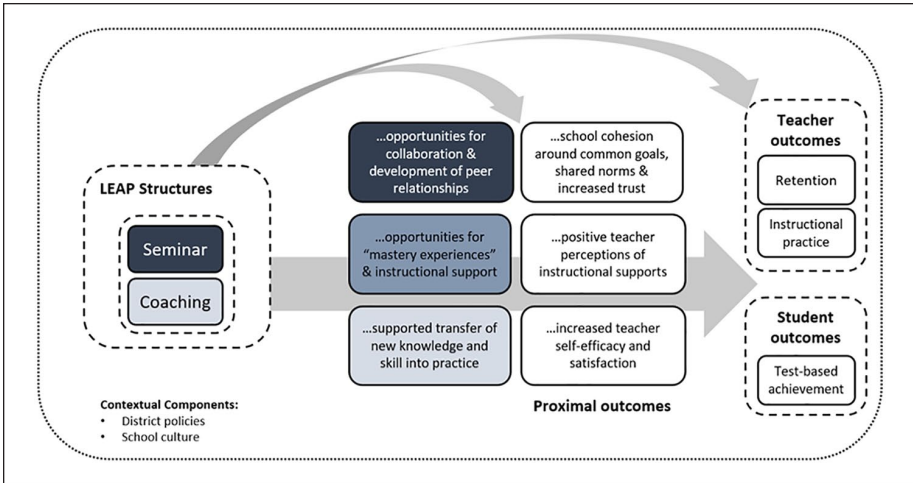 LEAP Structures
Seminar
Coaching
Contextual Components:
• District policies
• School culture
...opportunities for
collaboration &
development of peer
relationships
...opportunities for
“mastery experiences”
& instructional support
...supported transfer of
new knowledge and
skill into practice
...school cohesion
around common goals,
shared norms &
increased trust
...positive teacher
perceptions of
instructional supports
...increased teacher
self-efficacy and
satisfaction
Proximal outcomes
Teacher
outcomes
Retention
Instructional
practice
Student
outcomes
Test-based
achievement